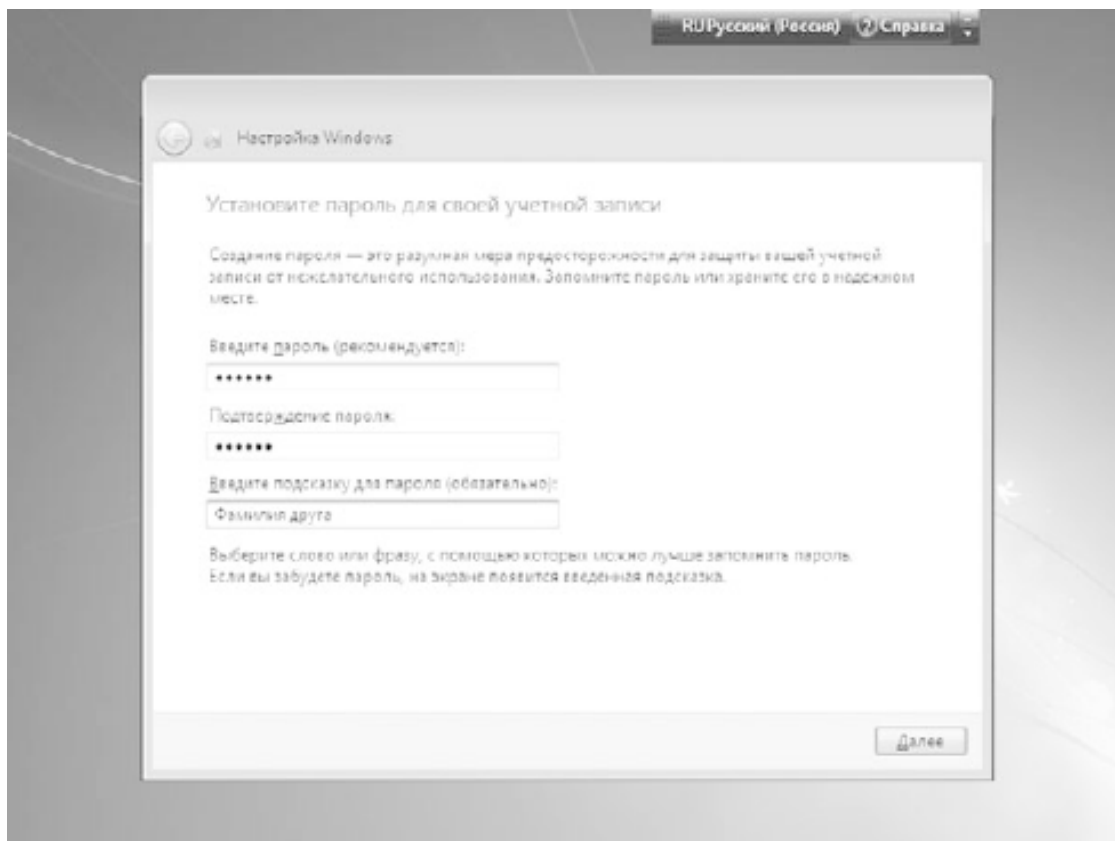 RU Русский (Россия) Справка
Настройка Windows
Установите пароль для своей учетной записи
Создание пароля — это разумная мера предосторожности для защиты вашей учетной
записи от нежелательного использования. Запомните пароль или храните его в надежном
месте.
Введите пароль (рекомендуется):
••••••
Подтверждение пароля:
••••••
Введите подсказку для пароля (обязательно):
Фамилия друга
Выберите слово или фразу, с помощью которых можно лучше запомнить пароль.
Если вы забудете пароль, на экране появится введенная подсказка.
Далее